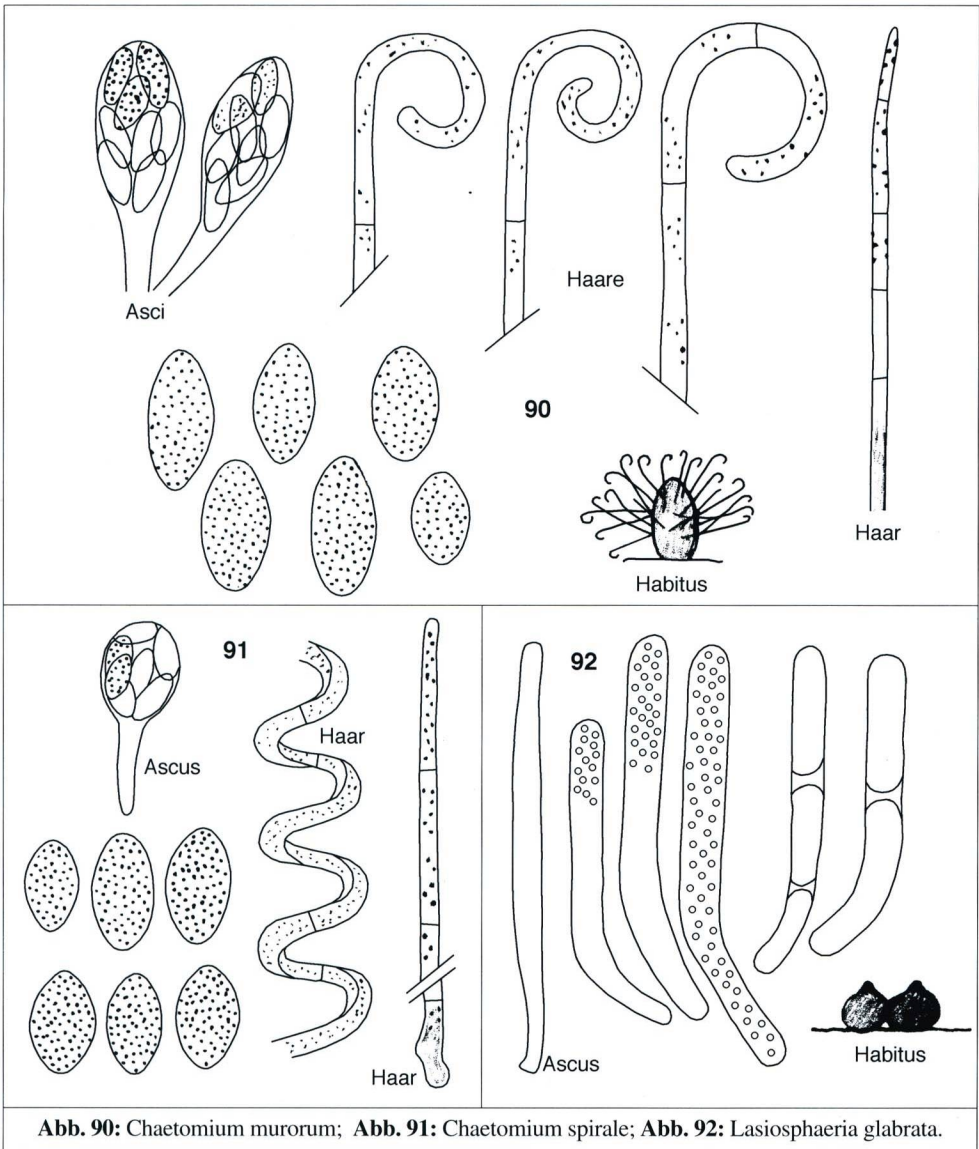 Asci
Haare
90
Haar
Habitus
91
Haar
Ascus
Haar
92
Ascus
Habitus
Abb. 90: Chaetomium murorum; Abb. 91: Chaetomium spirale; Abb. 92: Lasiosphaeria glabrata.